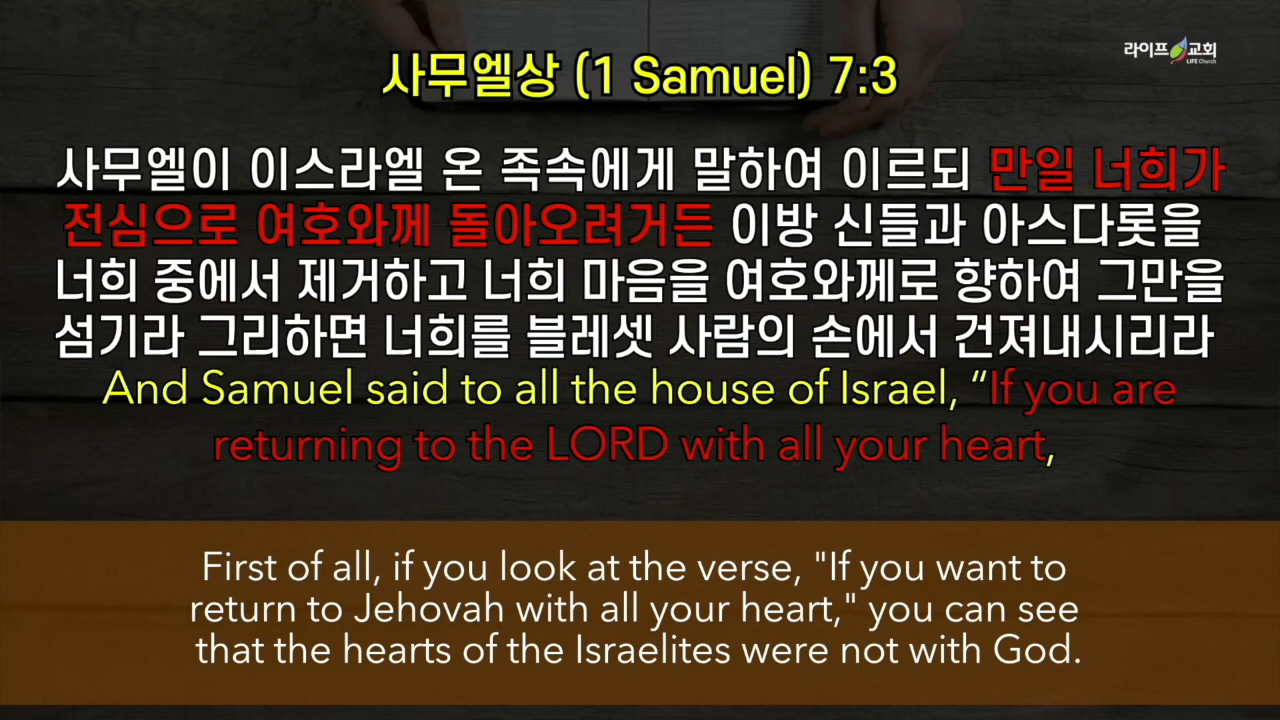 라이프교회
LIFE Church
사무엘상 (1 Samuel) 7:3
사무엘이 이스라엘 온 족속에게 말하여 이르되 만일 너희가
전심으로 여호와께 돌아오려거든 이방 신들과 아스다롯을
너희 중에서 제거하고 너희 마음을 여호와께로 향하여 그만을
섬기라 그리하면 너희를 블레셋 사람의 손에서 건져내시리라
And Samuel said to all the house of Israel, “If you are
returning to the LORD with all your heart,
First of all, if you look at the verse, "If you want to
return to Jehovah with all your heart," you can see
that the hearts of the Israelites were not with God.